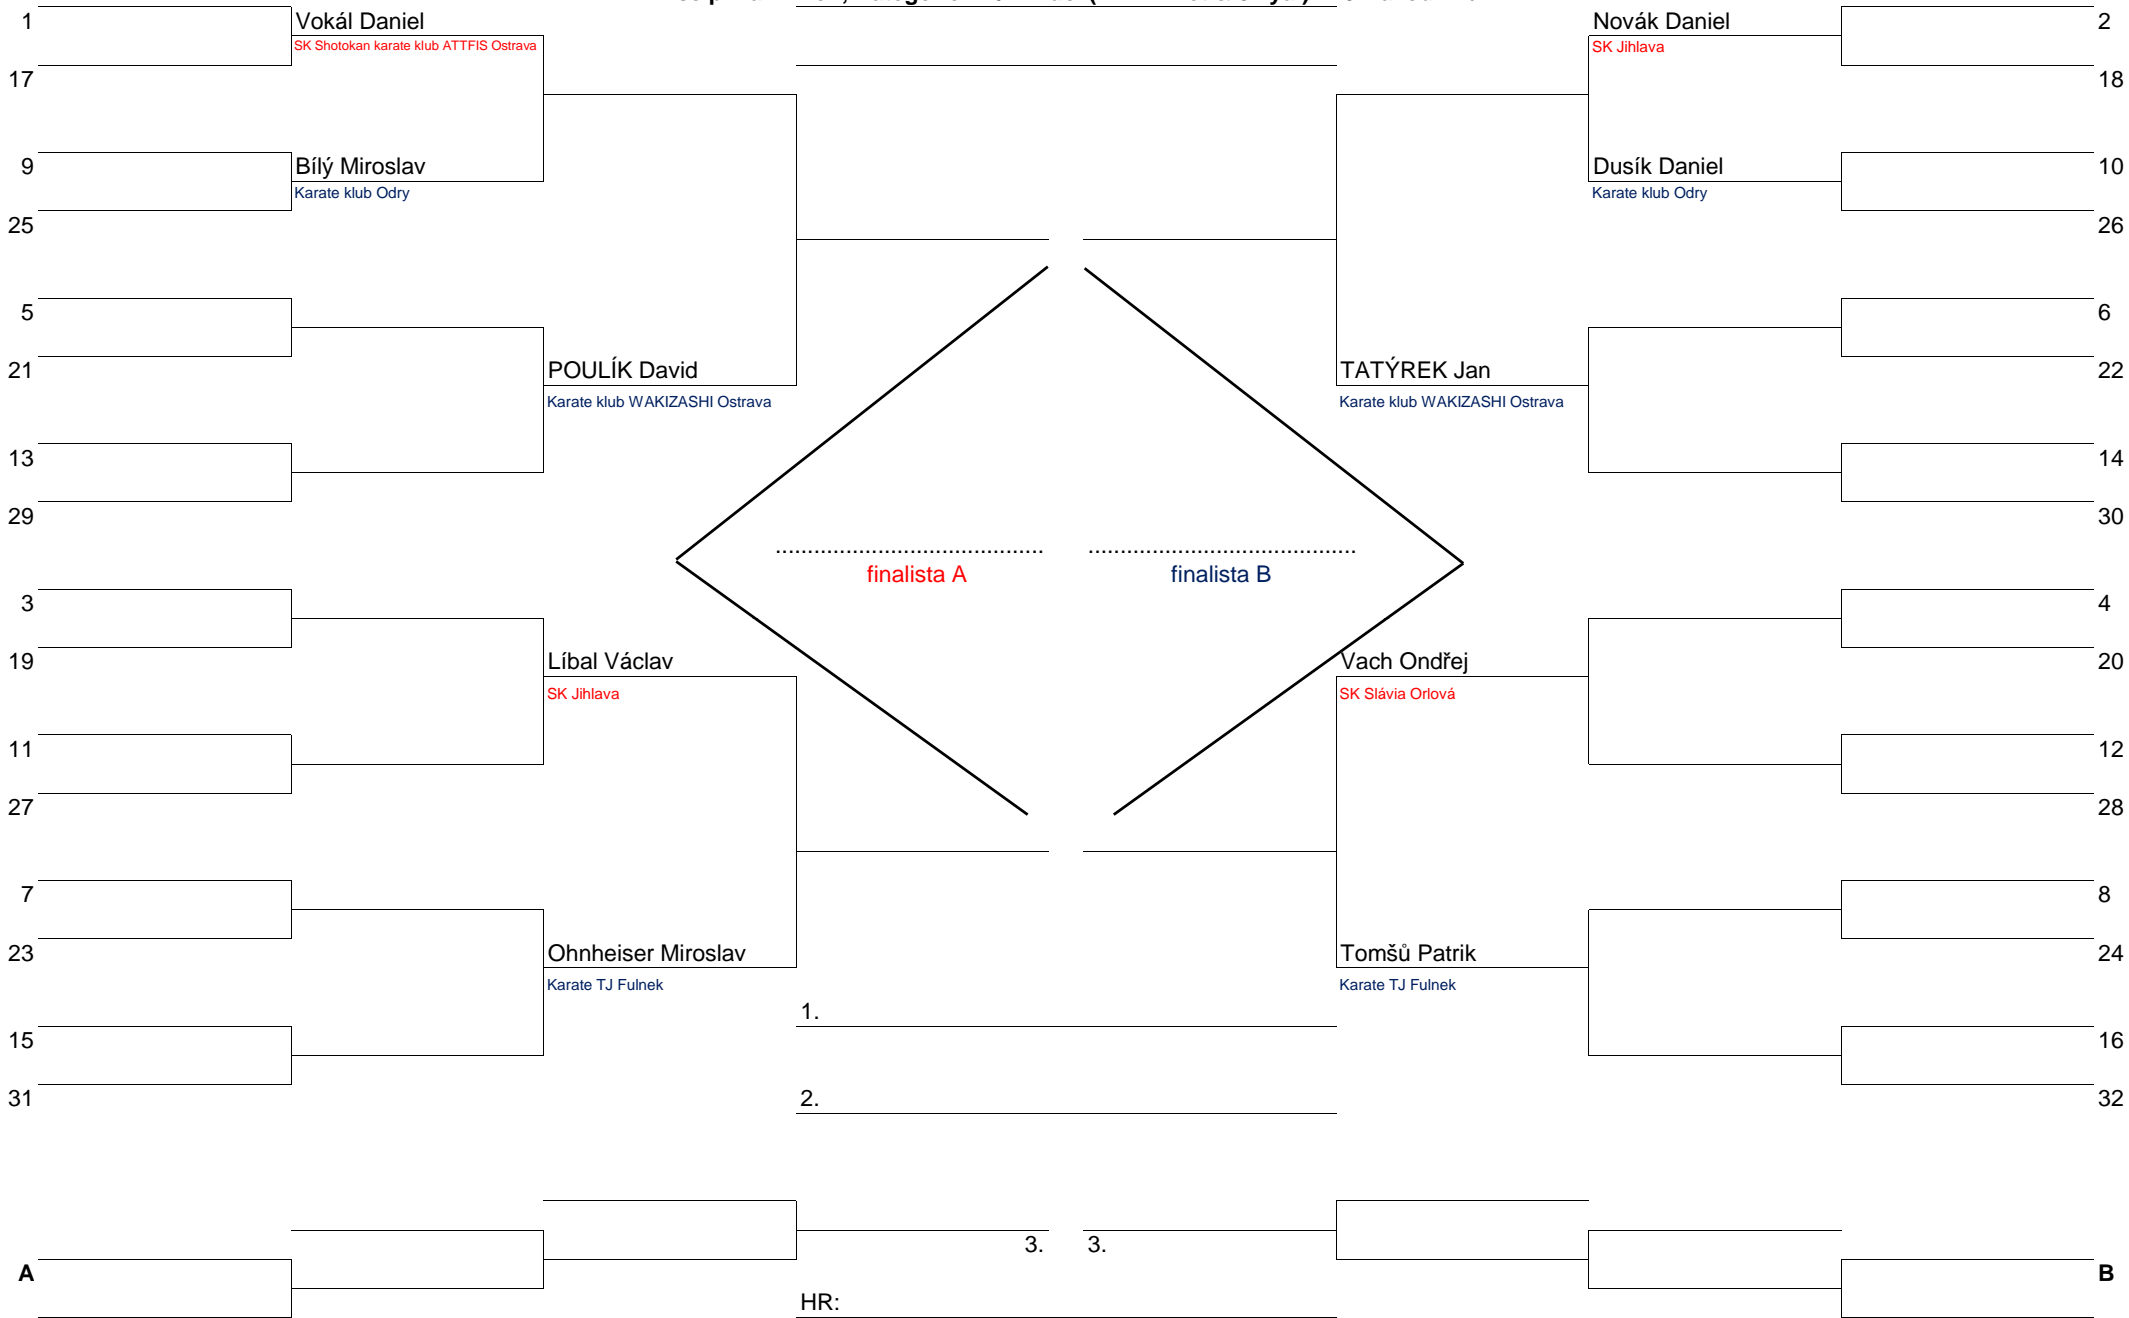 1
Vokál Daniel
Novák Daniel
2
SK Shotokan karate klub ATTFIS Ostrava
SK Jihlava
17
18
9
Bílý Miroslav
Dusík Daniel
10
Karate klub Odry
Karate klub Odry
25
26
5
6
21
POULÍK David
TATÝREK Jan
22
Karate klub WAKIZASHI Ostrava
Karate klub WAKIZASHI Ostrava
13
14
29
30
.......................................... ..........................................
finalista A
finalista B
3
4
19
Líbal Václav
Vach Ondřej
20
SK Jihlava
SK Slávia Orlová
11
12
27
28
7
8
23
Ohnheiser Miroslav
Tomšů Patrik
24
Karate TJ Fulnek
Karate TJ Fulnek
1.
15
16
31
2.
32
3.
3.
A
B
HR: